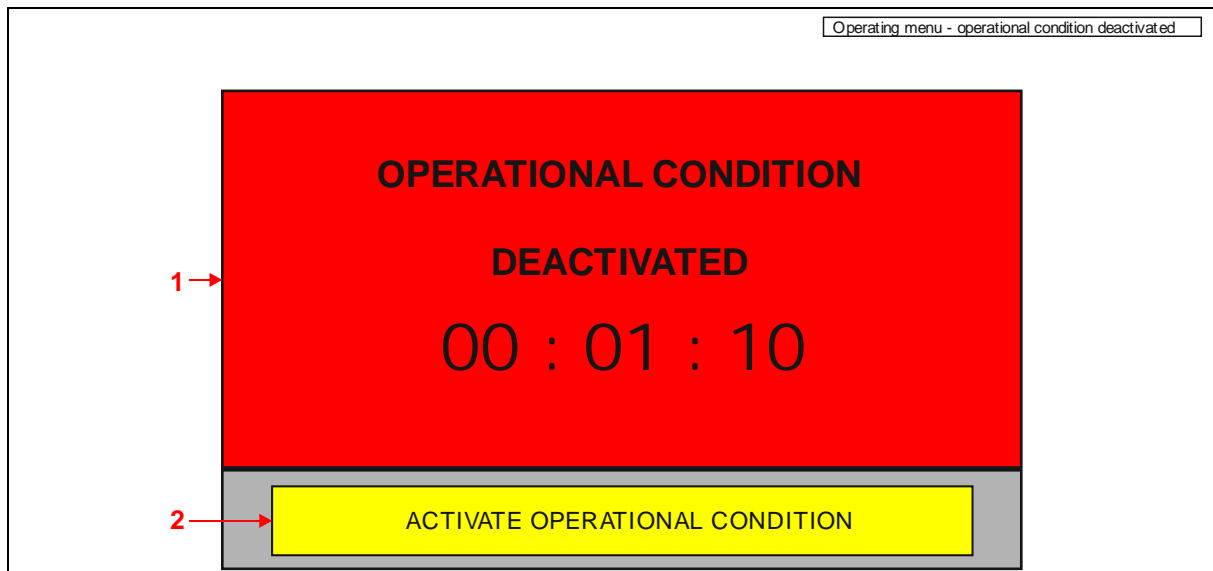 Operating menu - operational condition deactivated
OPERATIONAL CONDITION
DEACTIVATED
1
00 : 01 : 10
2
ACTIVATE OPERATIONAL CONDITION